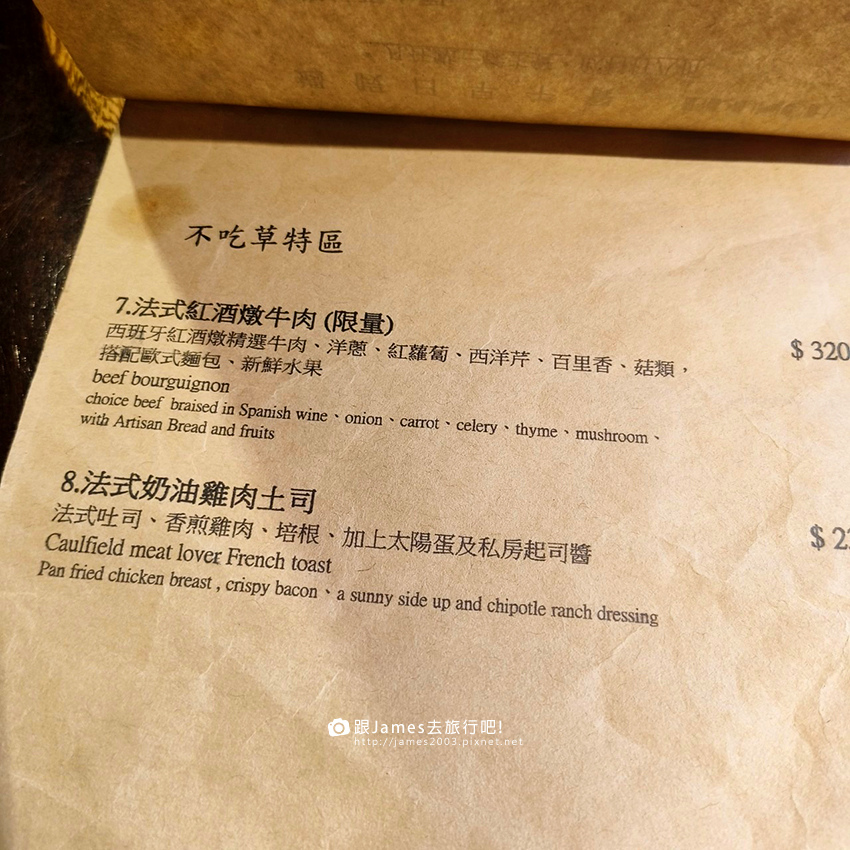 不吃草特區
7.法式紅酒燉牛肉 (限量)
西班牙紅酒燉精選牛肉、洋蔥、紅蘿蔔、西洋芹、百里香、菇類，
$ 320
搭配歐式麵包、新鮮水果
beef bourguignon
choice beef braised in Spanish wine、onion、carrot、celery、thyme、mushroom、
with Artisan Bread and fruits
8.法式奶油雞肉土司
法式吐司、香煎雞肉、培根、加上太陽蛋及私房起司醬
Caulfield meat lover French toast
Pan fried chicken breast , crispy bacon、a sunny side up and chipotle ranch dressing
跟James去旅行吧!
http://james2003.pixnet.net